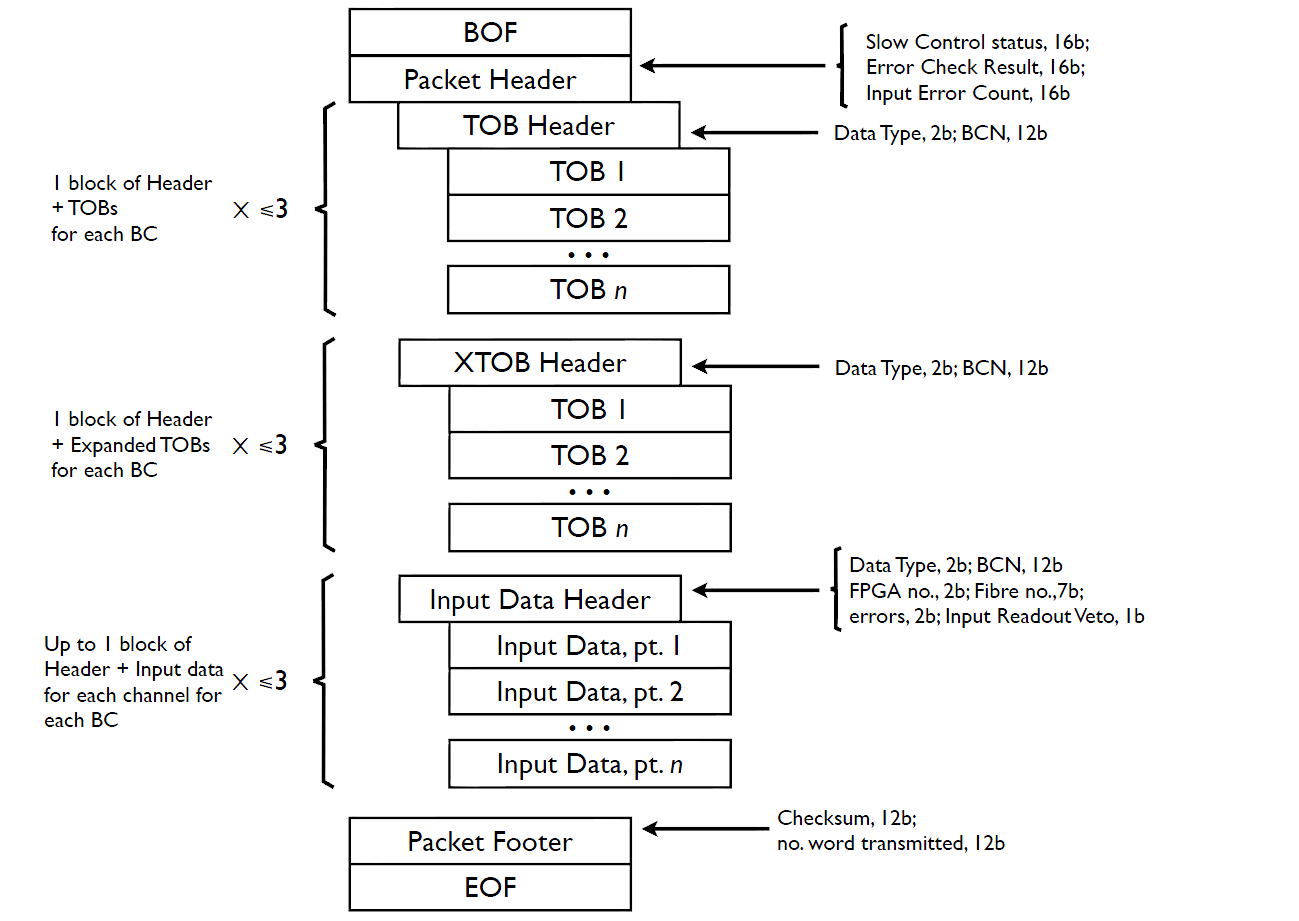 BOF
Packet Header
Slow Control status, 16b;
Error Check Result, 16b;
Input Error Count, 16b
TOB Header
Data Type, 2b; BCN, 12b
TOB 1
TOB 2
• • •
TOB n
1 block of Header
+ TOBs
for each BC
X ⩽3
XTOB Header
Data Type, 2b; BCN, 12b
TOB 1
TOB 2
• • •
TOB n
1 block of Header
+ Expanded TOBs
for each BC
X ⩽3
Input Data Header
Data Type, 2b; BCN, 12b
FPGA no., 2b; Fibre no.,7b;
errors, 2b; Input Readout Veto, 1b
Input Data, pt. 1
Input Data, pt. 2
• • •
Input Data, pt. n
Up to 1 block of
Header + Input data
for each channel for
each BC
X ⩽3
Packet Footer
Checksum, 12b;
no. word transmitted, 12b
EOF